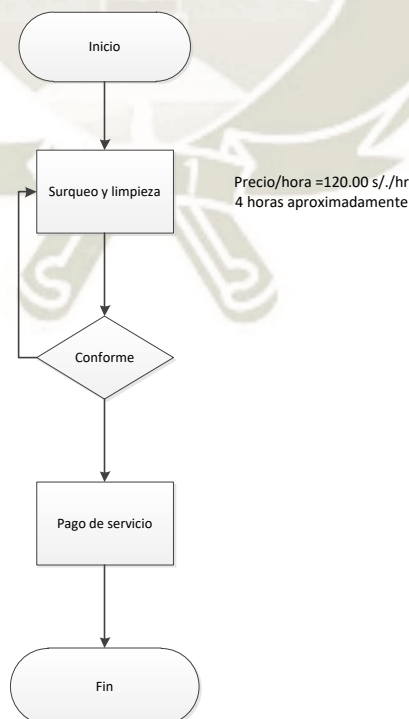 Inicio
Surqueo y limpieza
Precio/hora =120.00 s/./hr
4 horas aproximadamente
Conforme
Pago de servicio
Fin